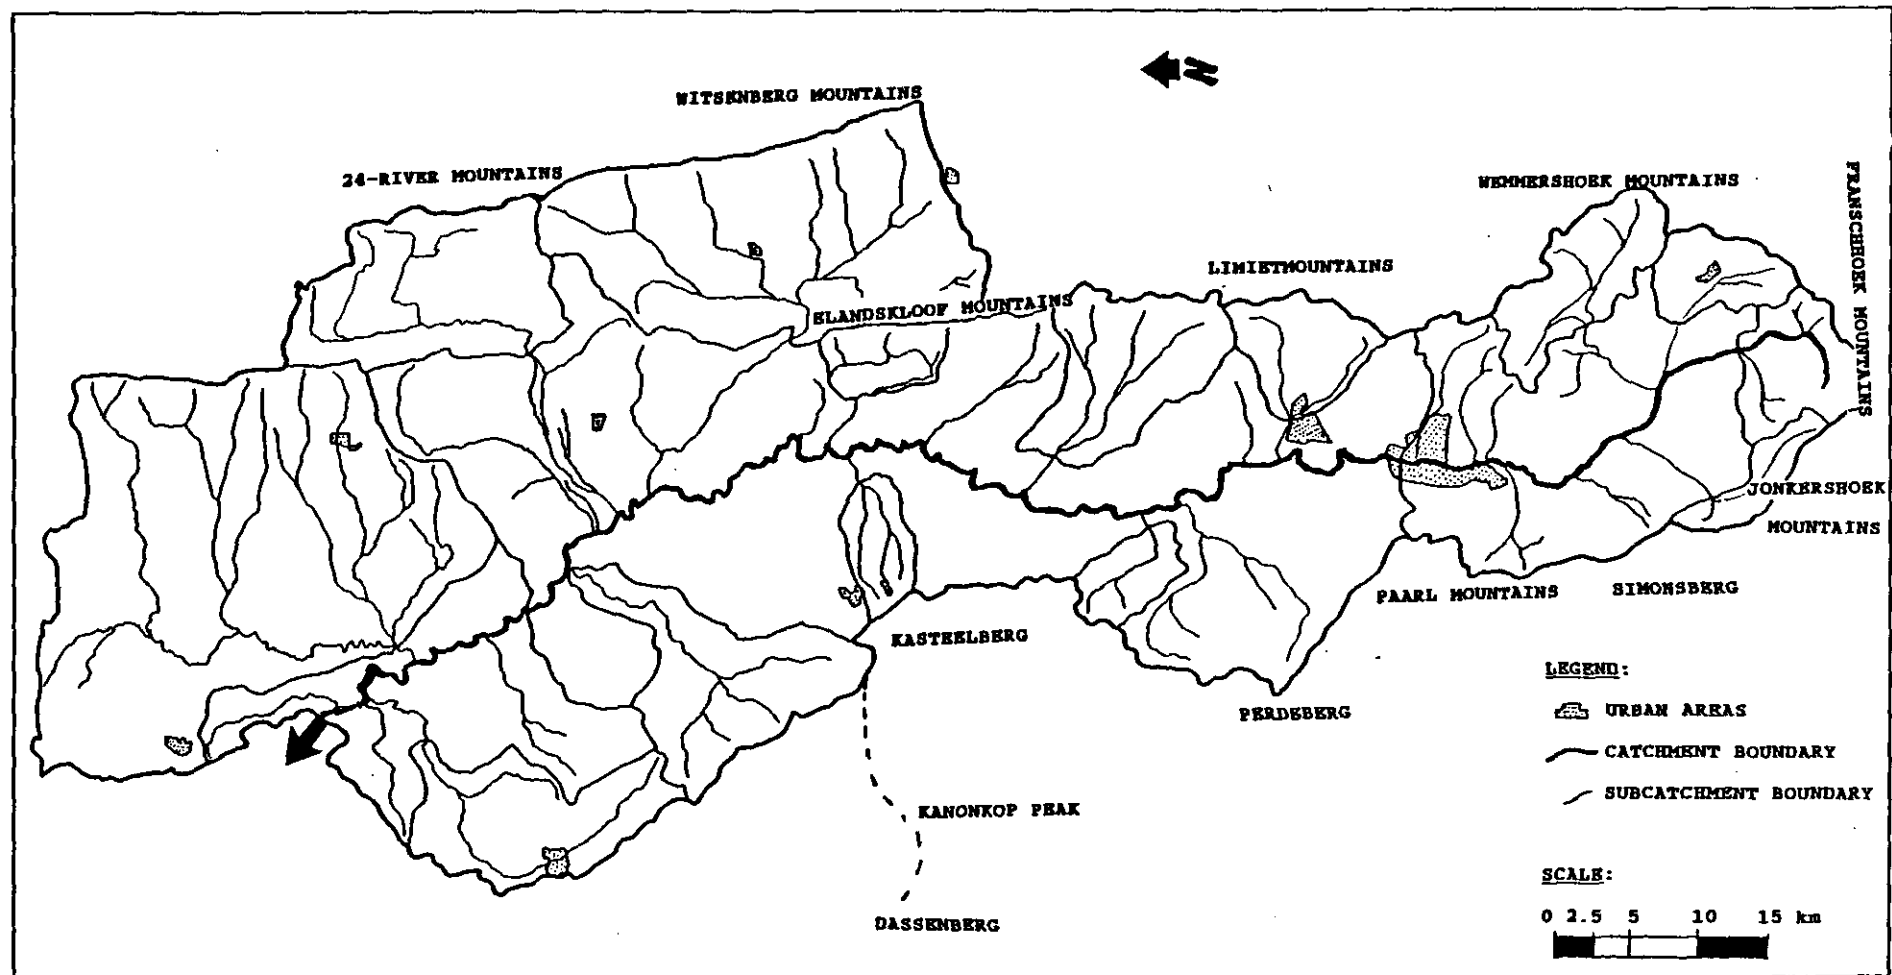 N
WITSENBERG MOUNTAINS
24-RIVER MOUNTAINS
WEMMERSHOEK MOUNTAINS
FRANSCHHOEK MOUNTAINS
LIMIETMOUNTAINS
ELANDSKLOOF MOUNTAINS
JONKERSHOEK
MOUNTAINS
PAARL MOUNTAINS
SIMONSBERG
KASTEELBERG
PERDEBERG
KANONKOP PEAK
DASSENBERG
LEGEND:
URBAN AREAS
CATCHMENT BOUNDARY
SUBCATCHMENT BOUNDARY
SCALE:
0 2.5 5 10 15 km